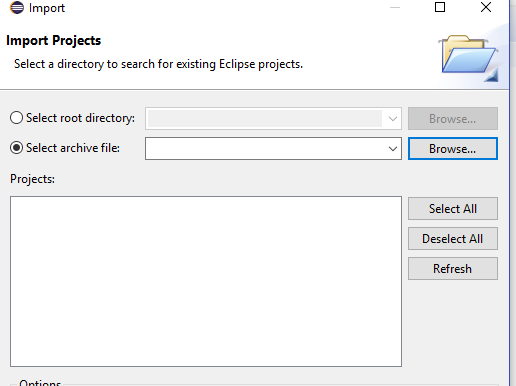 Import
Import Projects
Select a directory to search for existing Eclipse projects.
Select root directory:
Browse...
Select archive file:
Browse...
Projects:
Select All
Deselect All
Refresh
Options